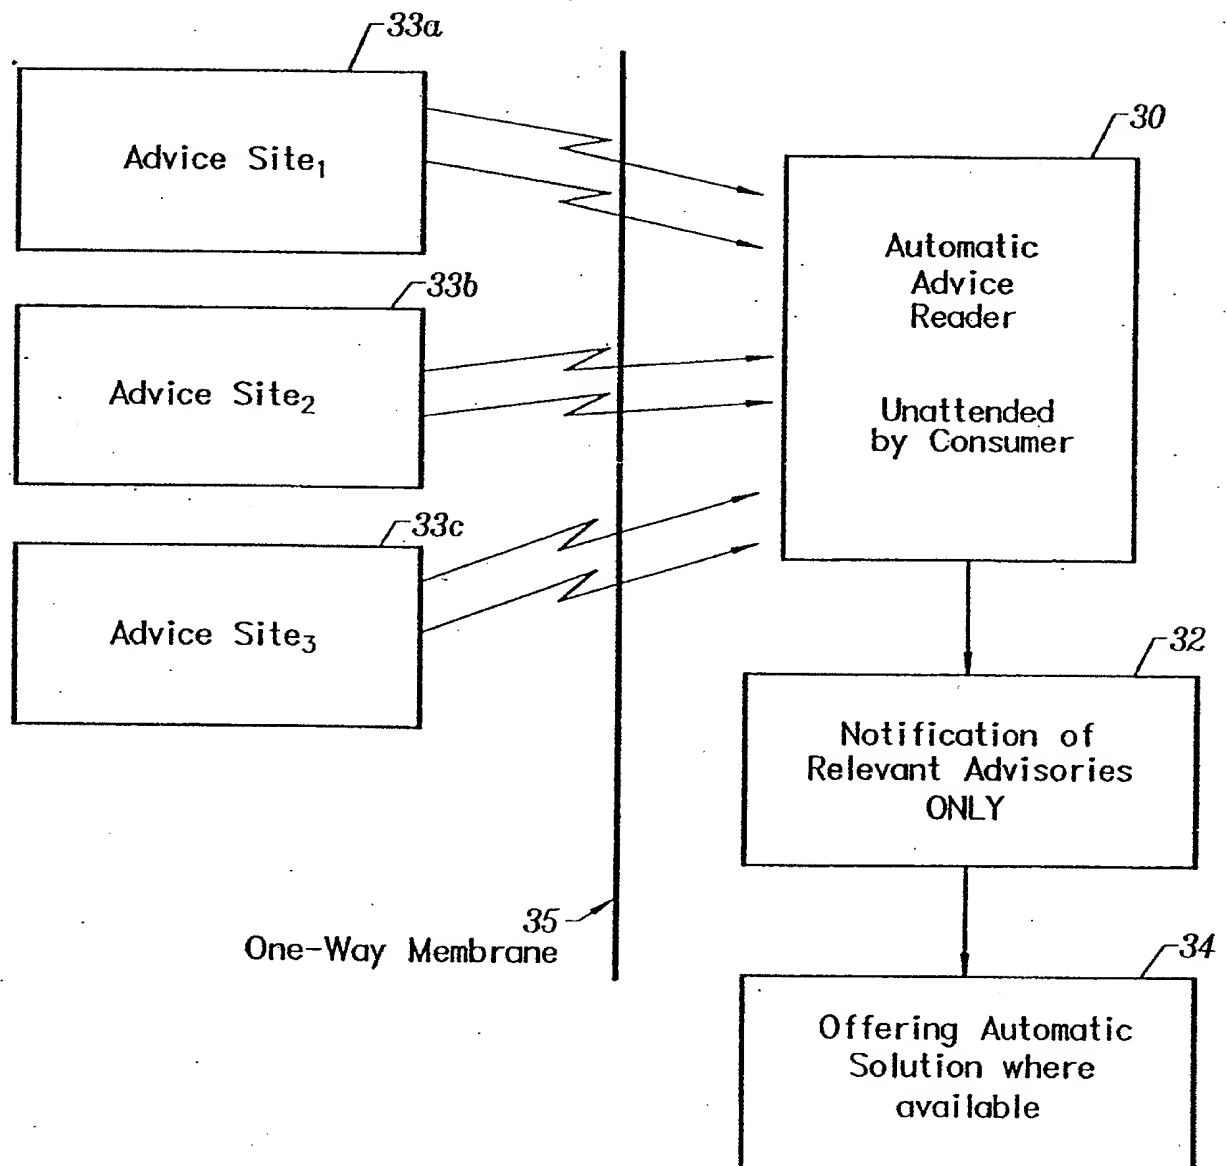 33a
Advice Site₁
33b
Advice Site₂
33c
Advice Site₃
35
One-Way Membrane
30
Automatic
Advice
Reader
Unattended
by Consumer
32
Notification of
Relevant Advisories
ONLY
34
Offering Automatic
Solution where
available